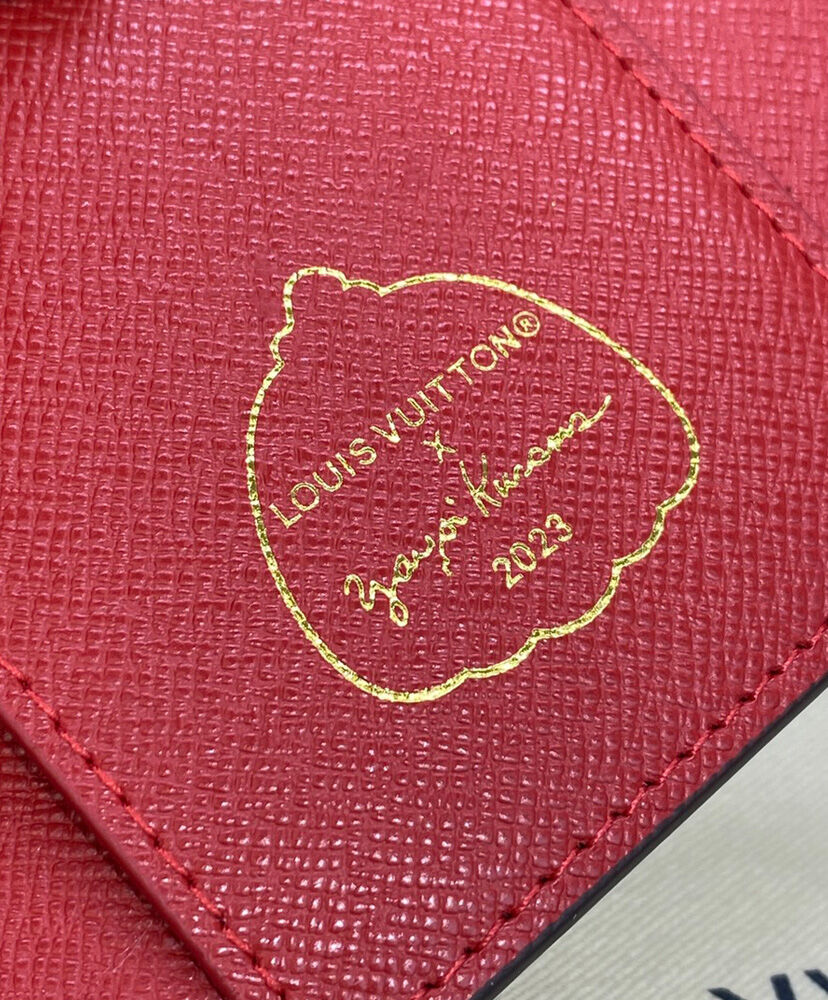 LOUIS VUITTON®
x
Yayoi Kusama
2023